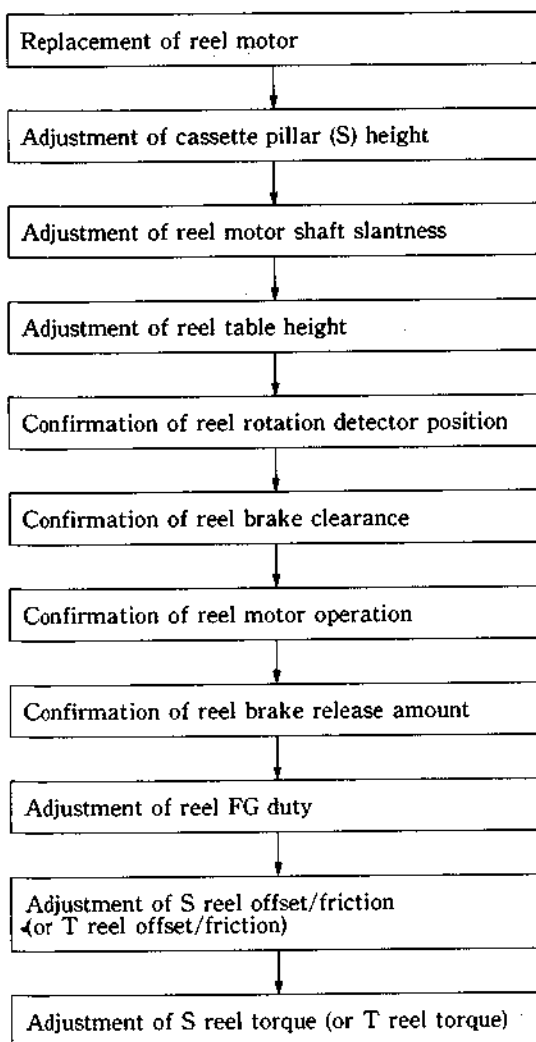 Replacement of reel motor
Adjustment of cassette pillar (S) height
Adjustment of reel motor shaft slantness
Adjustment of reel table height
Confirmation of reel rotation detector position
Confirmation of reel brake clearance
Confirmation of reel motor operation
Confirmation of reel brake release amount
Adjustment of reel FG duty
Adjustment of S reel offset/friction
(or T reel offset/friction)
Adjustment of S reel torque (or T reel torque)